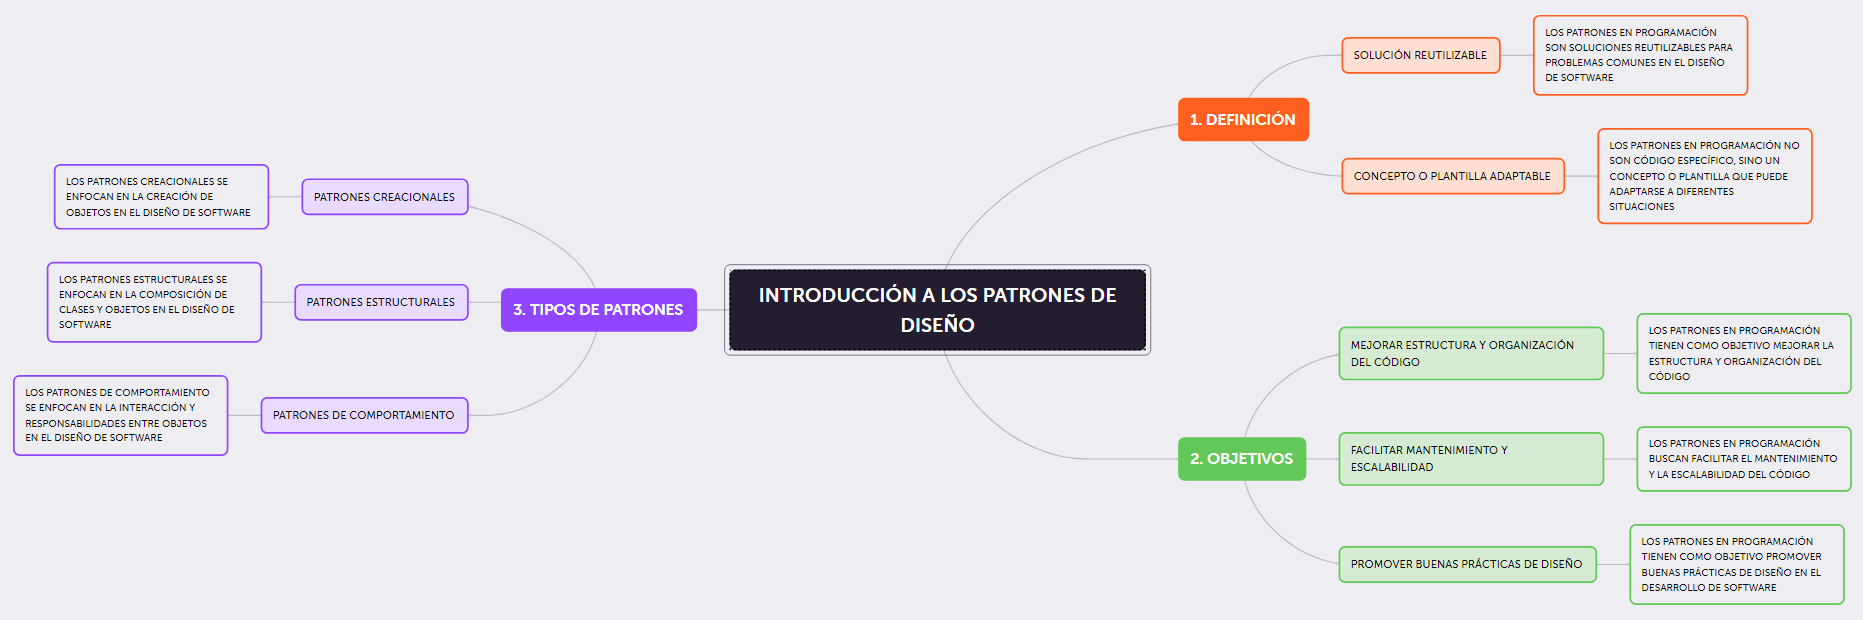 INTRODUCCIÓN A LOS PATRONES DE
DISEÑO
1. DEFINICIÓN
SOLUCIÓN REUTILIZABLE
LOS PATRONES EN PROGRAMACIÓN
SON SOLUCIONES REUTILIZABLES PARA
PROBLEMAS COMUNES EN EL DISEÑO
DE SOFTWARE
CONCEPTO O PLANTILLA ADAPTABLE
LOS PATRONES EN PROGRAMACIÓN NO
SON CÓDIGO ESPECÍFICO, SINO UN
CONCEPTO O PLANTILLA QUE PUEDE
ADAPTARSE A DIFERENTES
SITUACIONES
2. OBJETIVOS
MEJORAR ESTRUCTURA Y ORGANIZACIÓN
DEL CÓDIGO
LOS PATRONES EN PROGRAMACIÓN
TIENEN COMO OBJETIVO MEJORAR LA
ESTRUCTURA Y ORGANIZACIÓN DEL
CÓDIGO
FACILITAR MANTENIMIENTO Y
ESCALABILIDAD
LOS PATRONES EN PROGRAMACIÓN
BUSCAN FACILITAR EL MANTENIMIENTO
Y LA ESCALABILIDAD DEL CÓDIGO
PROMOVER BUENAS PRÁCTICAS DE DISEÑO
LOS PATRONES EN PROGRAMACIÓN
TIENEN COMO OBJETIVO PROMOVER
BUENAS PRÁCTICAS DE DISEÑO EN EL
DESARROLLO DE SOFTWARE
3. TIPOS DE PATRONES
PATRONES CREACIONALES
LOS PATRONES CREACIONALES SE
ENFOCAN EN LA CREACIÓN DE
OBJETOS EN EL DISEÑO DE SOFTWARE
PATRONES ESTRUCTURALES
LOS PATRONES ESTRUCTURALES SE
ENFOCAN EN LA COMPOSICIÓN DE
CLASES Y OBJETOS EN EL DISEÑO DE
SOFTWARE
PATRONES DE COMPORTAMIENTO
LOS PATRONES DE COMPORTAMIENTO
SE ENFOCAN EN LA INTERACCIÓN Y
RESPONSABILIDADES ENTRE OBJETOS
EN EL DISEÑO DE SOFTWARE